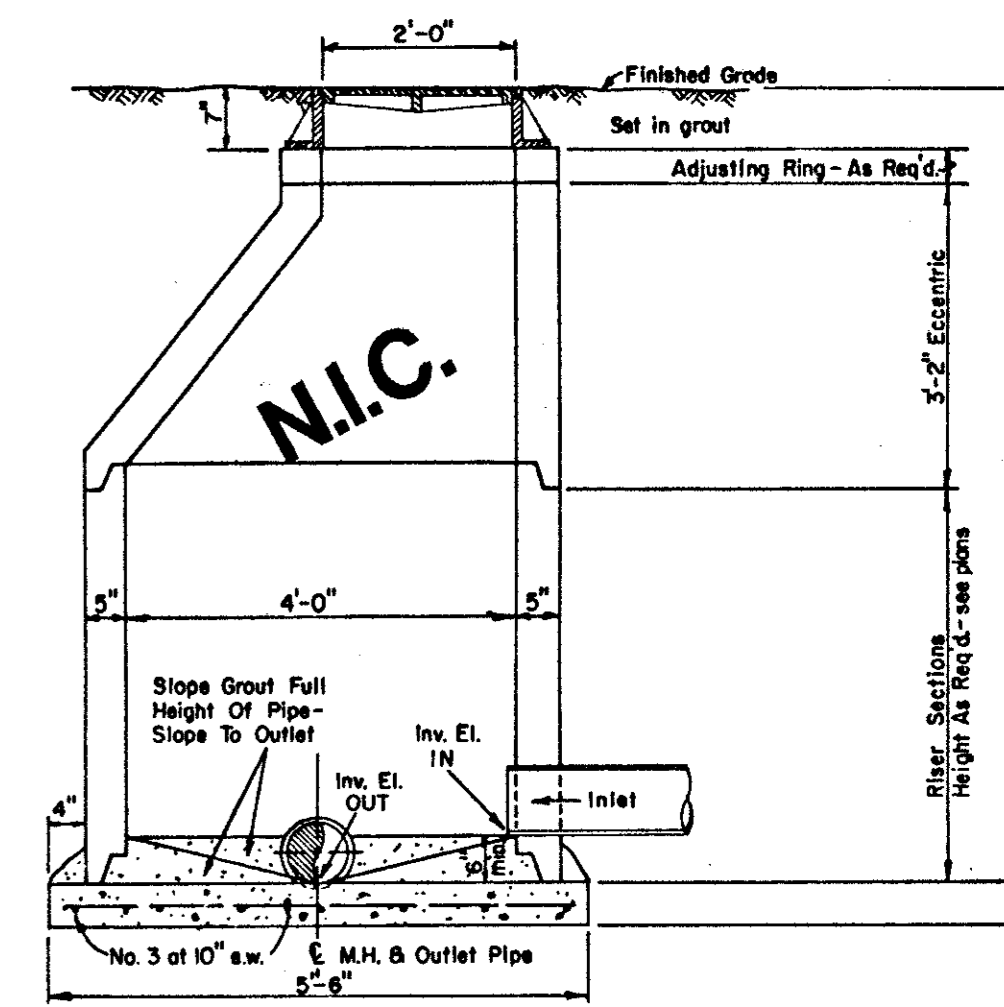 2'-0"
Finished Grade
7"
Set in grout
Adjusting Ring - As Req'd.
3'-2" Eccentric
N.I.C.
5"
4'-0"
5"
Riser Sections
Height As Req'd. - see plans
Slope Grout Full
Height Of Pipe -
Slope To Outlet
Inv. El.
IN
Inv. El.
OUT
Inlet
4"
6"
min.
No. 3 at 10" e.w.
℄ M.H. & Outlet Pipe
5'-6"